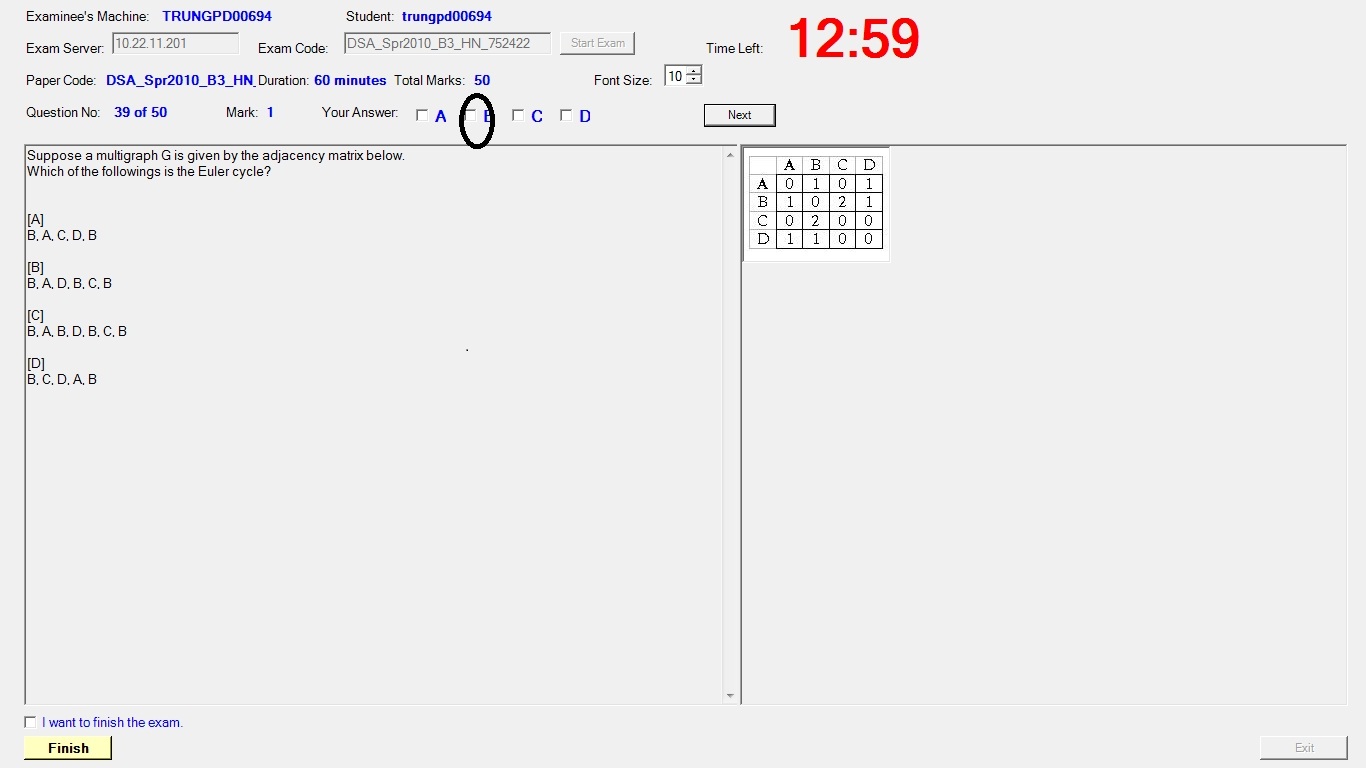 Examinee's Machine: TRUNGPD00694 Student: trungpd00694
Exam Server: 10.22.11.201 Exam Code: DSA_Spr2010_B3_HN_752422 Start Exam Time Left: 12:59
Paper Code: DSA_Spr2010_B3_HN_ Duration: 60 minutes Total Marks: 50 Font Size: 10
Question No: 39 of 50 Mark: 1 Your Answer: A B C D Next
Suppose a multigraph G is given by the adjacency matrix below.
Which of the followings is the Euler cycle?
[A]
B, A, C, D, B
[B]
B, A, D, B, C, B
[C]
B, A, B, D, B, C, B
[D]
B, C, D, A, B
A B C D
A 0 1 0 1
B 1 0 2 1
C 0 2 0 0
D 1 1 0 0
I want to finish the exam.
Finish
Exit